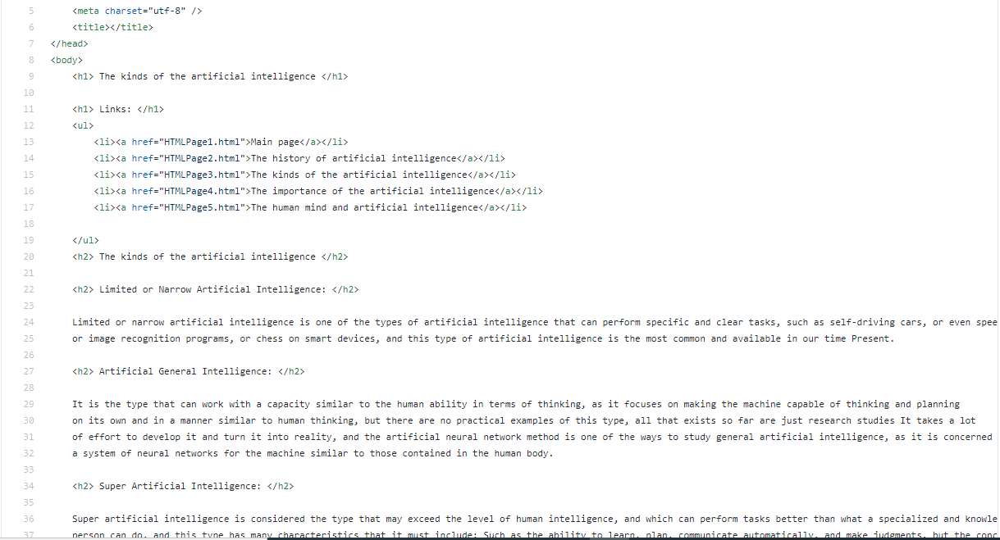 5 <meta charset="utf-8" />
6 <title></title>
7 </head>
8 <body>
9 <h1> The kinds of the artificial intelligence </h1>
10
11 <h1> Links: </h1>
12 <ul>
13 <li><a href="HTMLPage1.html">Main page</a></li>
14 <li><a href="HTMLPage2.html">The history of artificial intelligence</a></li>
15 <li><a href="HTMLPage3.html">The kinds of the artificial intelligence</a></li>
16 <li><a href="HTMLPage4.html">The importance of the artificial intelligence</a></li>
17 <li><a href="HTMLPage5.html">The human mind and artificial intelligence</a></li>
18
19 </ul>
20 <h2> The kinds of the artificial intelligence </h2>
21
22 <h2> Limited or Narrow Artificial Intelligence: </h2>
23
24 Limited or narrow artificial intelligence is one of the types of artificial intelligence that can perform specific and clear tasks, such as self-driving cars, or even spee
25 or image recognition programs, or chess on smart devices, and this type of artificial intelligence is the most common and available in our time Present.
26
27 <h2> Artificial General Intelligence: </h2>
28
29 It is the type that can work with a capacity similar to the human ability in terms of thinking, as it focuses on making the machine capable of thinking and planning
30 on its own and in a manner similar to human thinking, but there are no practical examples of this type, all that exists so far are just research studies It takes a lot
31 of effort to develop it and turn it into reality, and the artificial neural network method is one of the ways to study general artificial intelligence, as it is concerned
32 a system of neural networks for the machine similar to those contained in the human body.
33
34 <h2> Super Artificial Intelligence: </h2>
35
36 Super artificial intelligence is considered the type that may exceed the level of human intelligence, and which can perform tasks better than what a specialized and knowle
37 person can do, and this type has many characteristics that it must include: Such as the ability to learn, plan, communicate automatically, and make judgments, but the conc